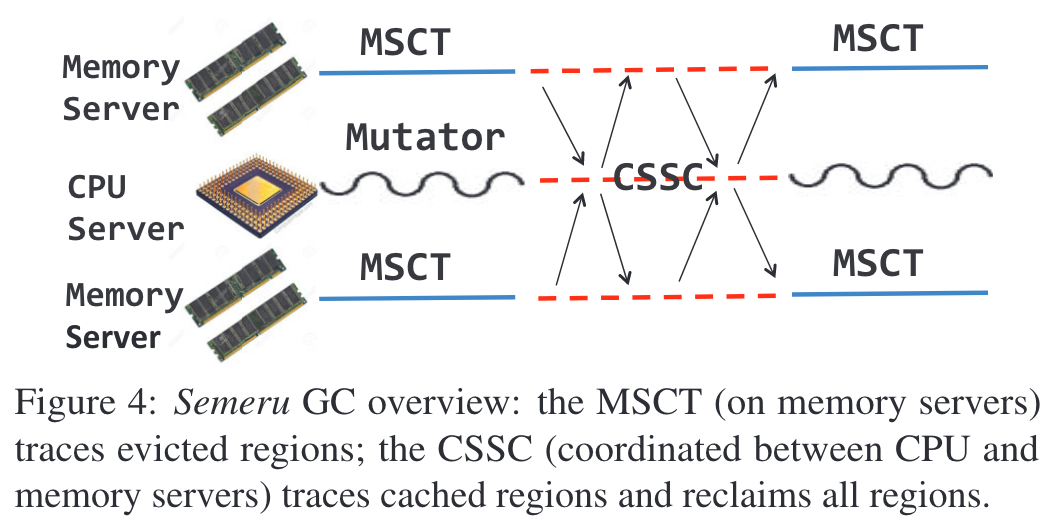 MSCT
MSCT
Memory
Server
Mutator
CPU
Server
CSSC
MSCT
MSCT
Memory
Server
Figure 4: Semeru GC overview: the MSCT (on memory servers)
traces evicted regions; the CSSC (coordinated between CPU and
memory servers) traces cached regions and reclaims all regions.